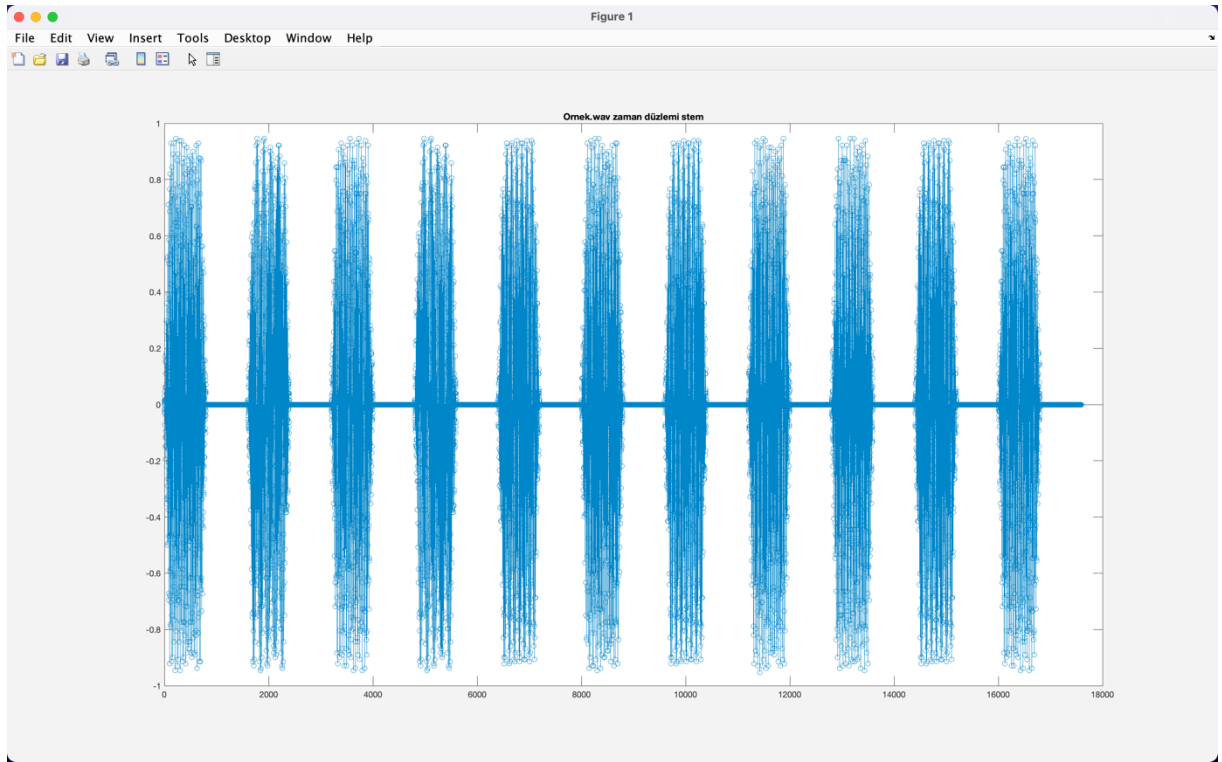 Figure 1
File Edit View Insert Tools Desktop Window Help
Ornek.wav zaman düzlemi stem
1
0.8
0.6
0.4
0.2
0
-0.2
-0.4
-0.6
-0.8
-1
0 2000 4000 6000 8000 10000 12000 14000 16000 18000